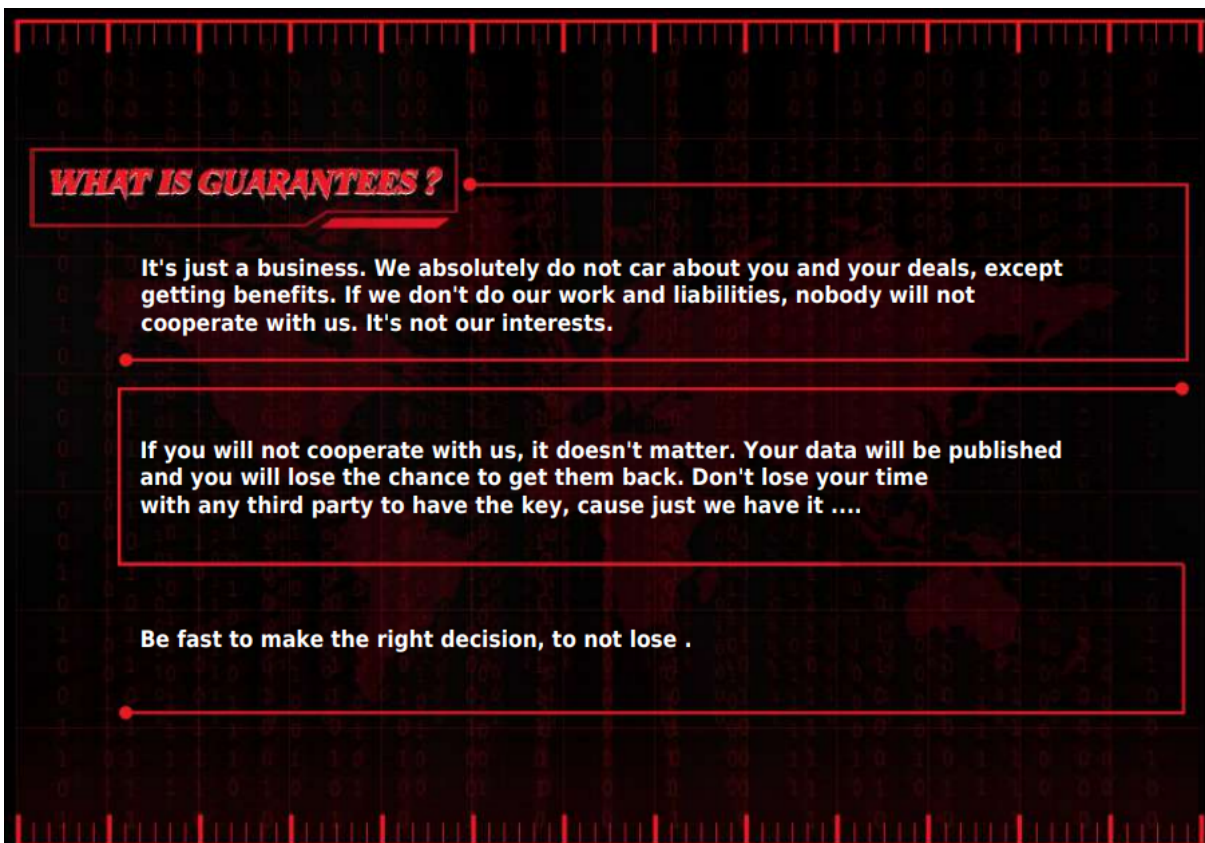 WHAT IS GUARANTEES ?
It's just a business. We absolutely do not car about you and your deals, except
getting benefits. If we don't do our work and liabilities, nobody will not
cooperate with us. It's not our interests.
If you will not cooperate with us, it doesn't matter. Your data will be published
and you will lose the chance to get them back. Don't lose your time
with any third party to have the key, cause just we have it ....
Be fast to make the right decision, to not lose .